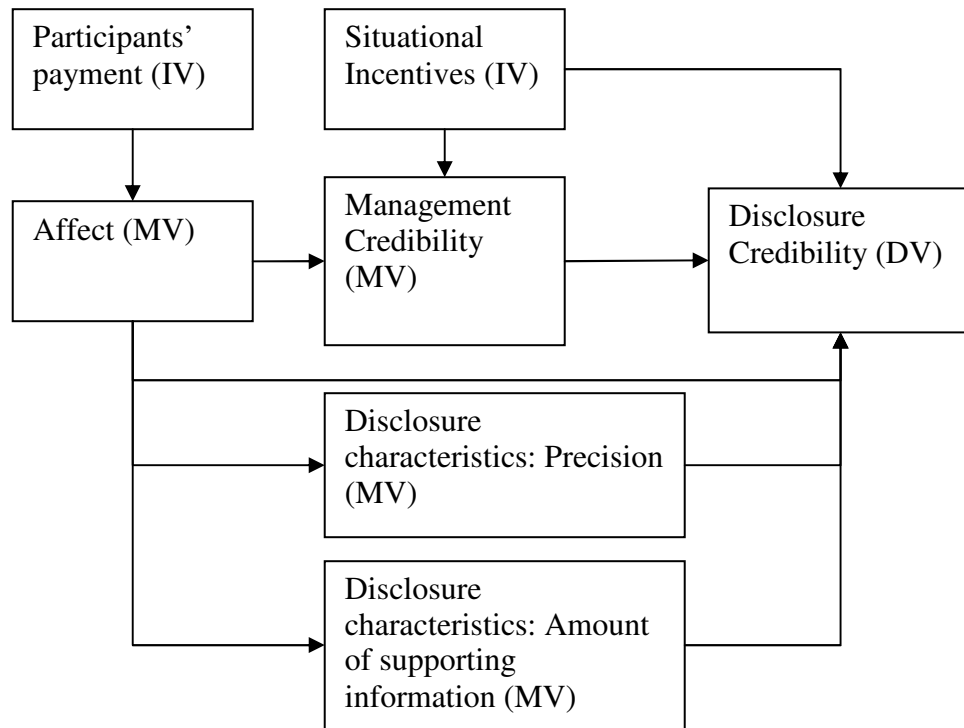 Participants’
payment (IV)
Situational
Incentives (IV)
Affect (MV)
Management
Credibility
(MV)
Disclosure
Credibility (DV)
Disclosure
characteristics: Precision
(MV)
Disclosure
characteristics: Amount
of supporting
information (MV)